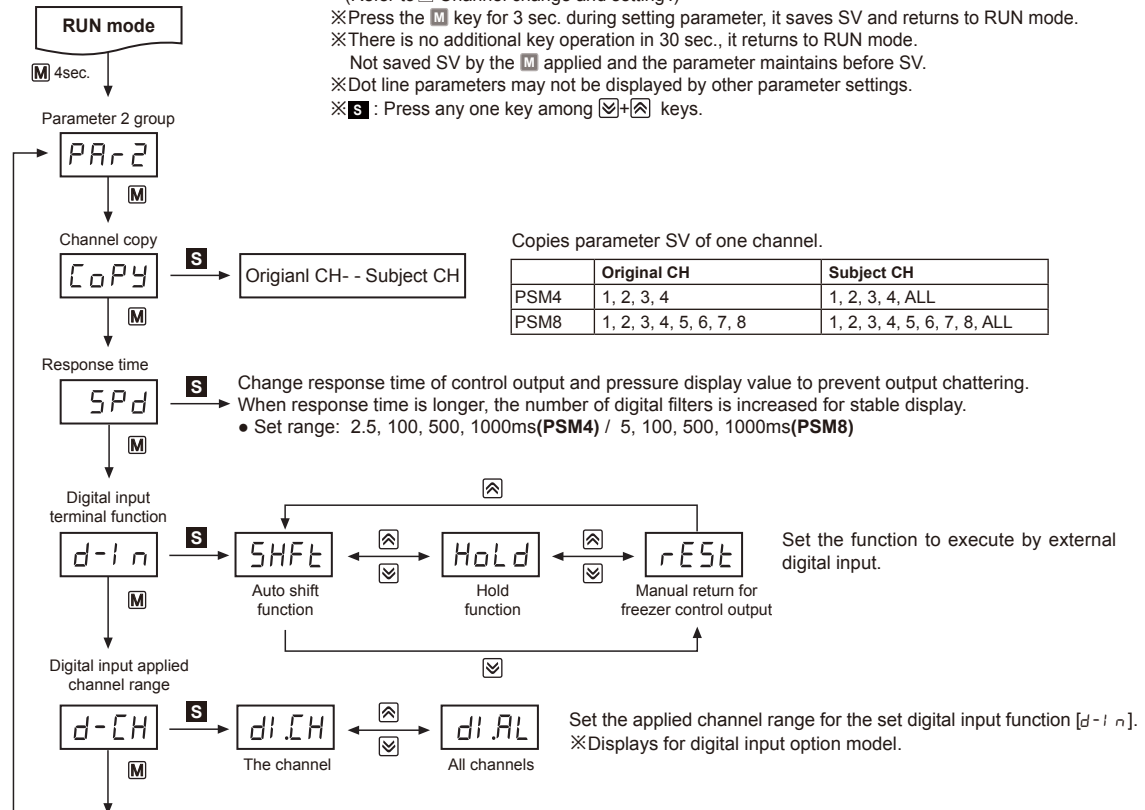 (Refer to □ Channel change and setting.)
※Press the M key for 3 sec. during setting parameter, it saves SV and returns to RUN mode.
※There is no additional key operation in 30 sec., it returns to RUN mode.
Not saved SV by the M applied and the parameter maintains before SV.
※Dot line parameters may not be displayed by other parameter settings.
※S : Press any one key among ≫+≪ keys.
RUN mode
M 4sec.
Parameter 2 group
PAr2
M
Channel copy
CoPY
S
Origianl CH- - Subject CH
M
Copies parameter SV of one channel.
Original CH Subject CH
PSM4 1, 2, 3, 4 1, 2, 3, 4, ALL
PSM8 1, 2, 3, 4, 5, 6, 7, 8 1, 2, 3, 4, 5, 6, 7, 8, ALL
Response time
SPd
S
Change response time of control output and pressure display value to prevent output chattering.
When response time is longer, the number of digital filters is increased for stable display.
● Set range: 2.5, 100, 500, 1000ms(PSM4) / 5, 100, 500, 1000ms(PSM8)
M
Digital input
terminal function
d-In
S
SHFt
Auto shift
function
HoLd
Hold
function
rESt
Manual return for
freezer control output
Set the function to execute by external
digital input.
M
Digital input applied
channel range
d-CH
S
dI.CH
The channel
dI.AL
All channels
Set the applied channel range for the set digital input function [d-In].
※Displays for digital input option model.
M